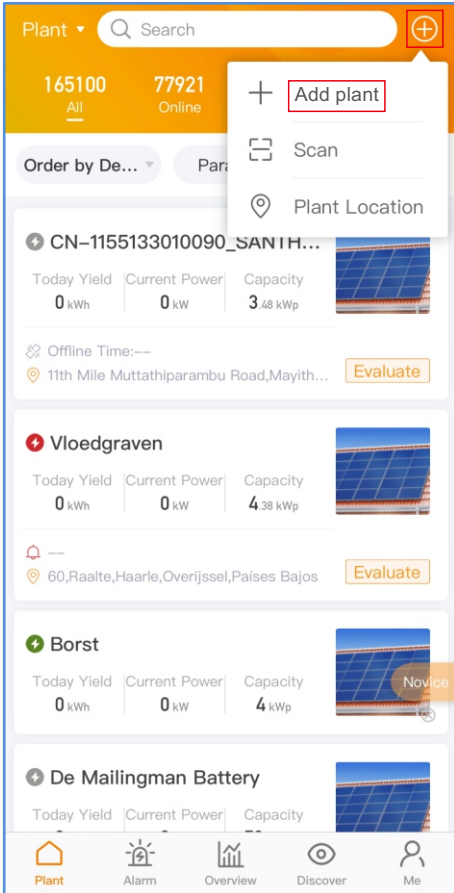 Plant Search
165100 77921
All Online
Add plant
Scan
Plant Location
Order by De... Para
CN-1155133010090_SANTH...
Today Yield Current Power Capacity
0 kWh 0 kW 3.48 kWp
Offline Time:--
11th Mile Muttathiparambu Road,Mayith... Evaluate
Vloedgraven
Today Yield Current Power Capacity
0 kWh 0 kW 4.38 kWp
--
60,Raalte,Haarle,Overijssel,Países Bajos Evaluate
Borst
Today Yield Current Power Capacity
0 kWh 0 kW 4 kWp
Novice
De Mailingman Battery
Today Yield Current Power Capacity
Plant Alarm Overview Discover Me